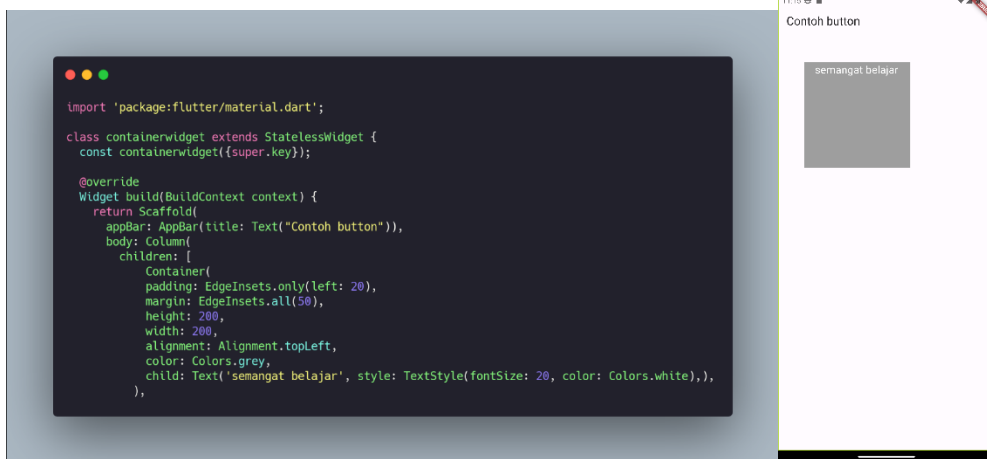 import 'package:flutter/material.dart';
class containerwidget extends StatelessWidget {
const containerwidget({super.key});
@override
Widget build(BuildContext context) {
return Scaffold(
appBar: AppBar(title: Text("Contoh button")),
body: Column(
children: [
Container(
padding: EdgeInsets.only(left: 20),
margin: EdgeInsets.all(50),
height: 200,
width: 200,
alignment: Alignment.topLeft,
color: Colors.grey,
child: Text('semangat belajar', style: TextStyle(fontSize: 20, color: Colors.white),),
),
Contoh button
semangat belajar